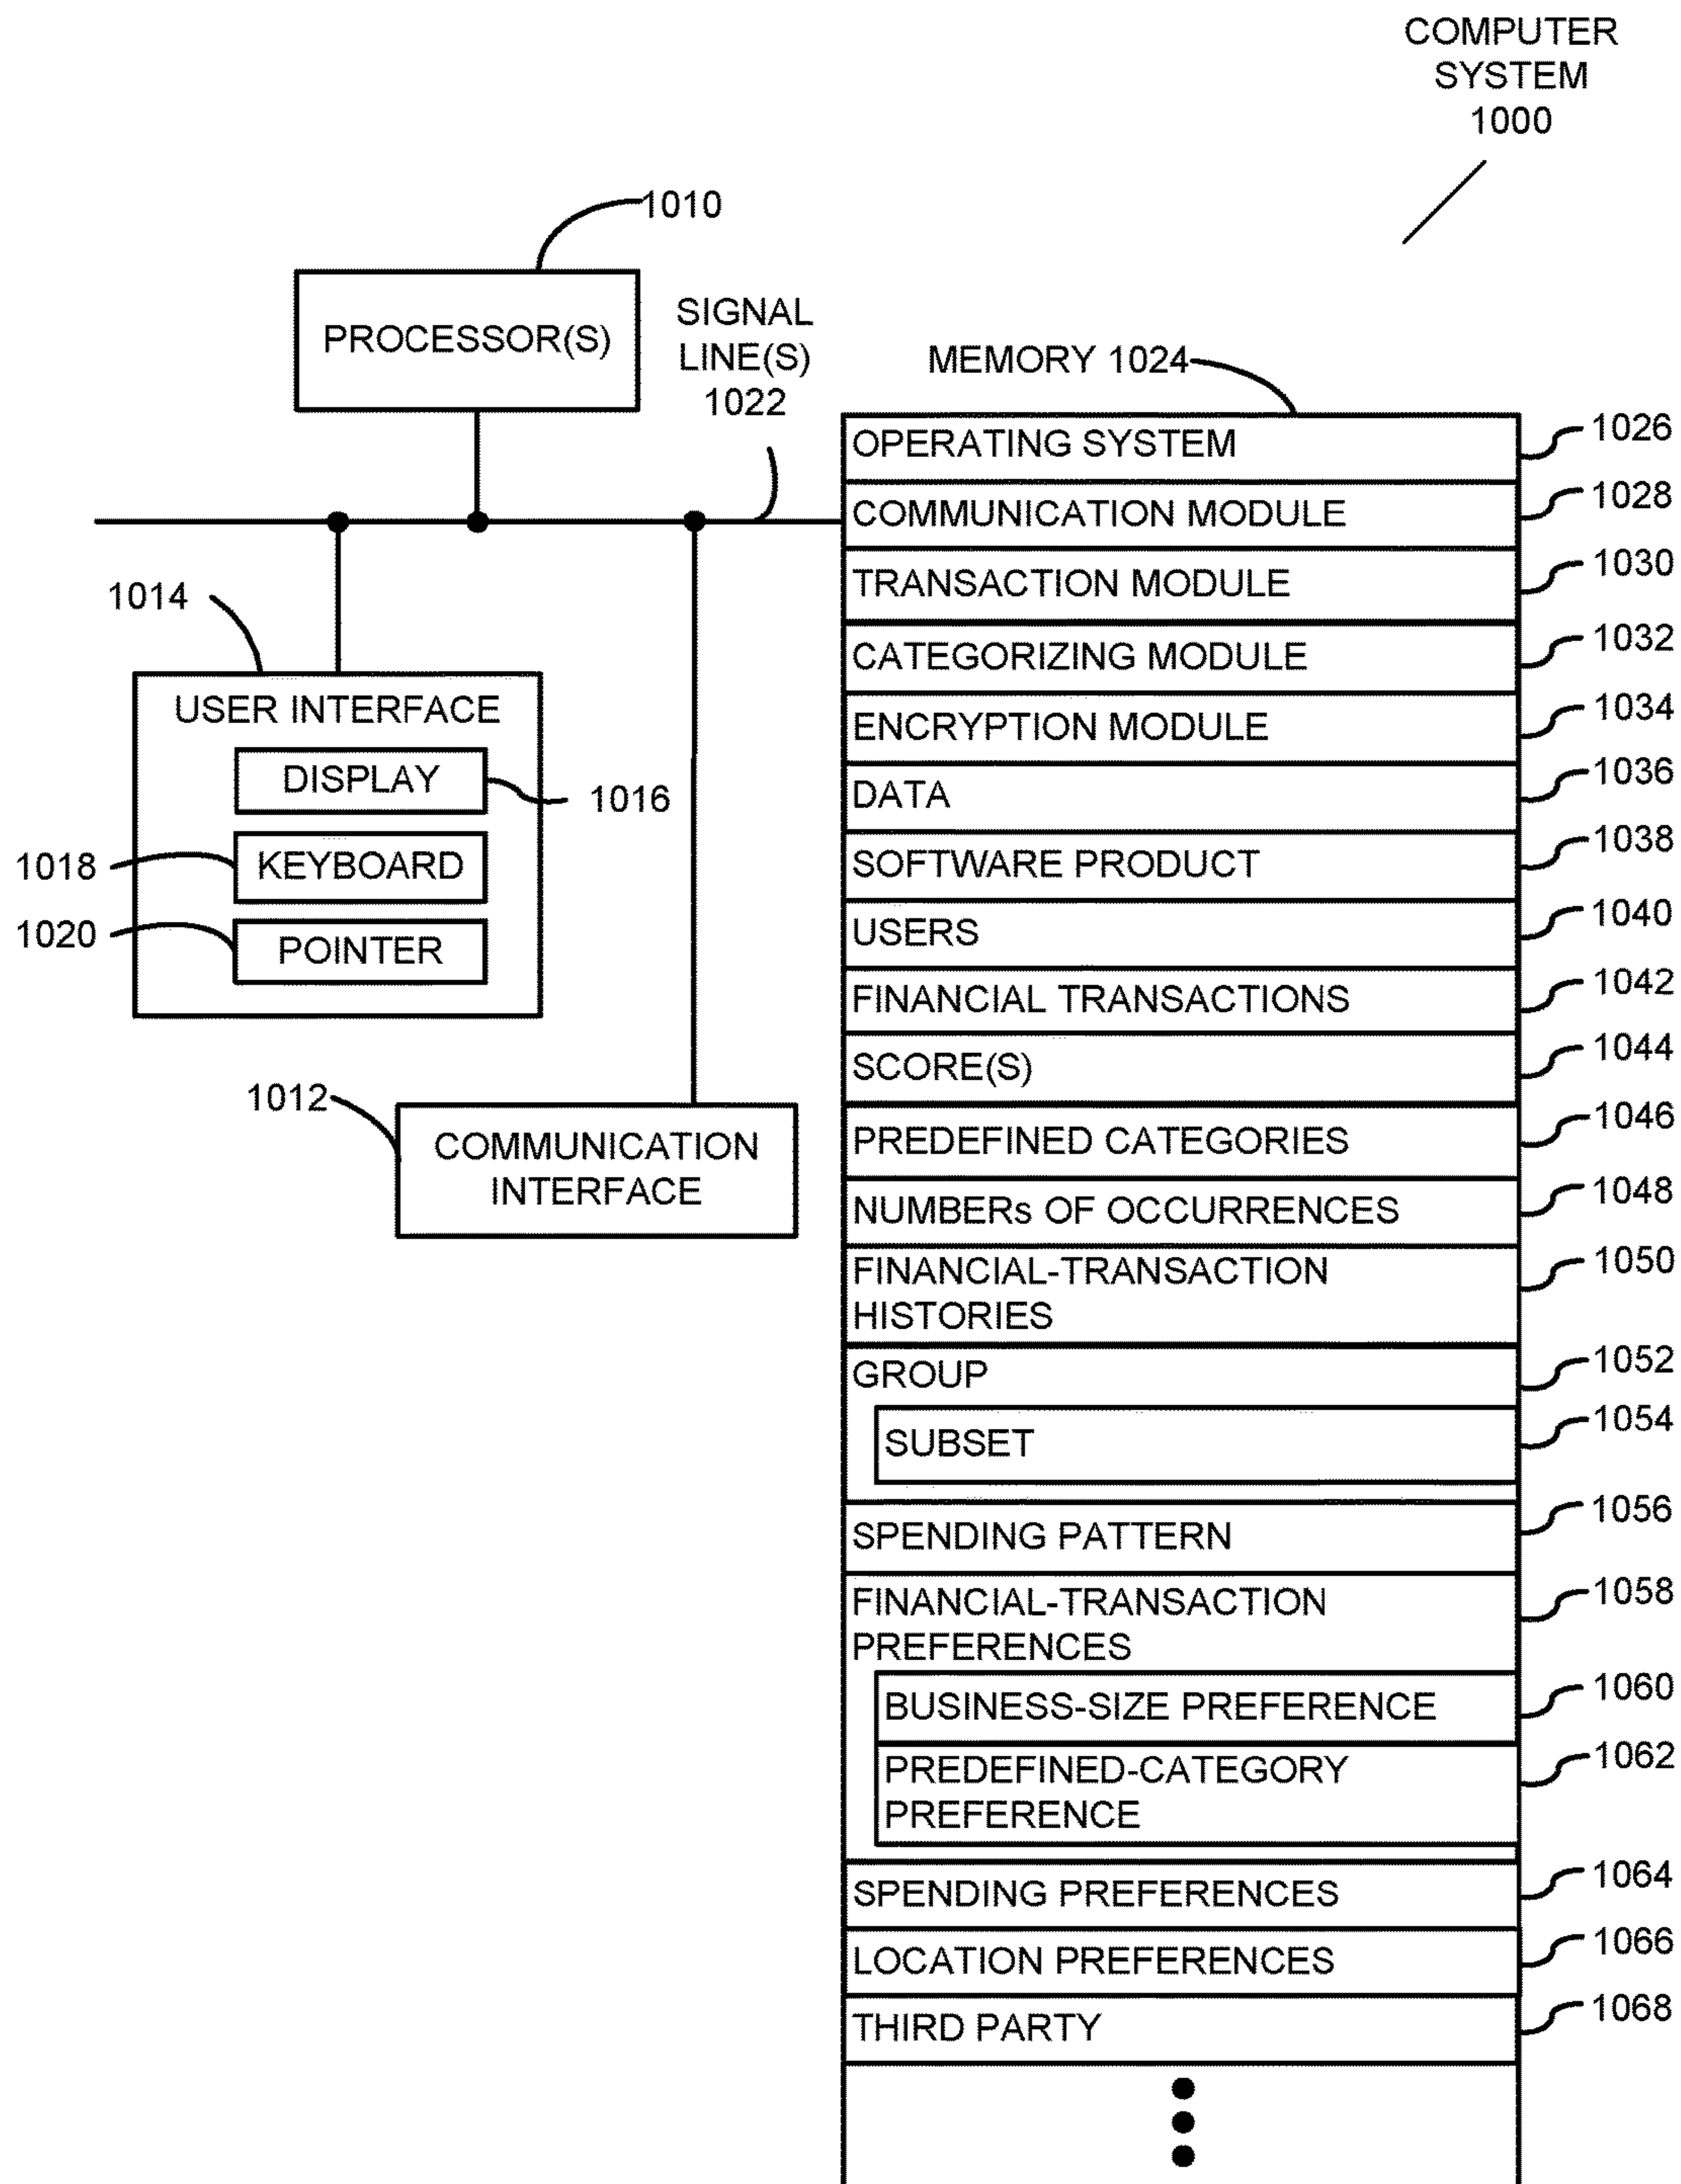 COMPUTER
SYSTEM
1000
1010
PROCESSOR(S)
SIGNAL
LINE(S)
1022
1014
USER INTERFACE
DISPLAY
1016
1018
KEYBOARD
1020
POINTER
1012
COMMUNICATION
INTERFACE
MEMORY 1024
OPERATING SYSTEM
1026
COMMUNICATION MODULE
1028
TRANSACTION MODULE
1030
CATEGORIZING MODULE
1032
ENCRYPTION MODULE
1034
DATA
1036
SOFTWARE PRODUCT
1038
USERS
1040
FINANCIAL TRANSACTIONS
1042
SCORE(S)
1044
PREDEFINED CATEGORIES
1046
NUMBERs OF OCCURRENCES
1048
FINANCIAL-TRANSACTION
HISTORIES
1050
GROUP
1052
SUBSET
1054
SPENDING PATTERN
1056
FINANCIAL-TRANSACTION
PREFERENCES
1058
BUSINESS-SIZE PREFERENCE
1060
PREDEFINED-CATEGORY
PREFERENCE
1062
SPENDING PREFERENCES
1064
LOCATION PREFERENCES
1066
THIRD PARTY
1068